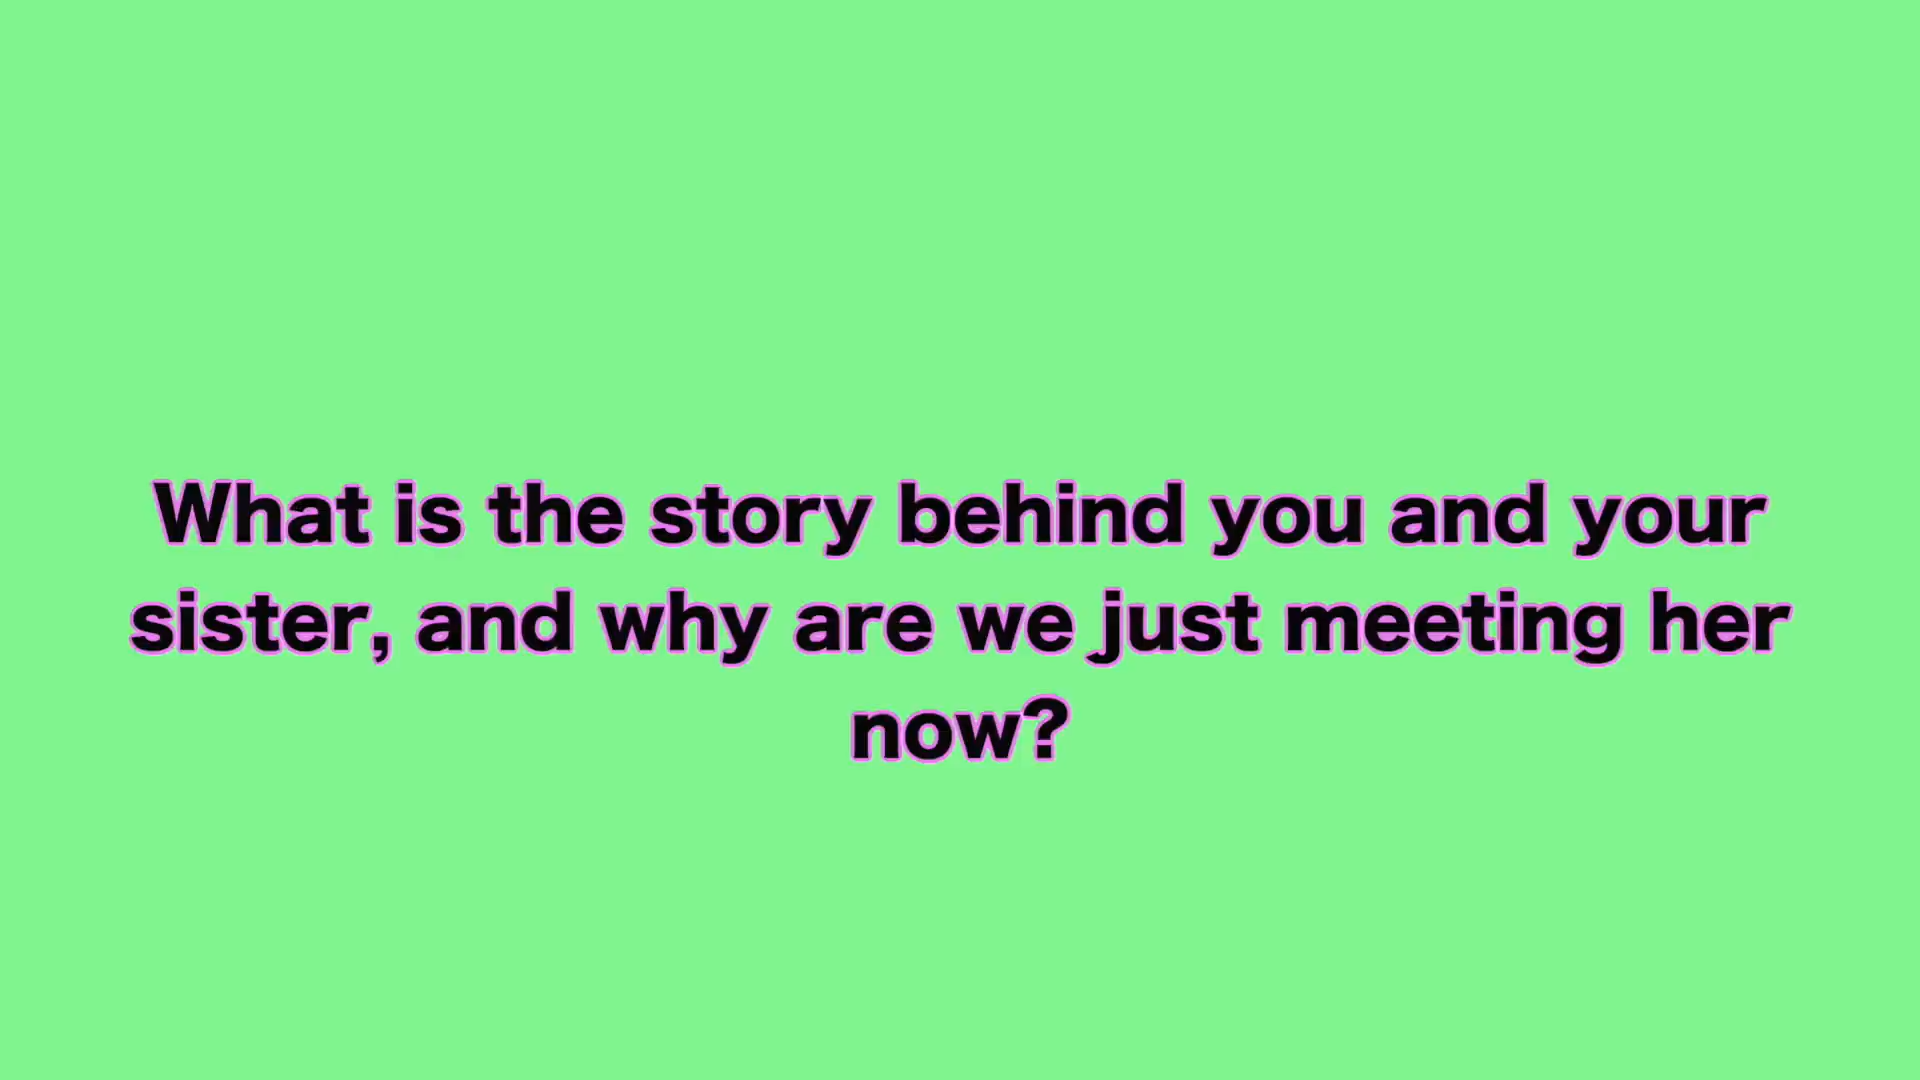 What is the story behind you and your
sister, and why are we just meeting her
now?